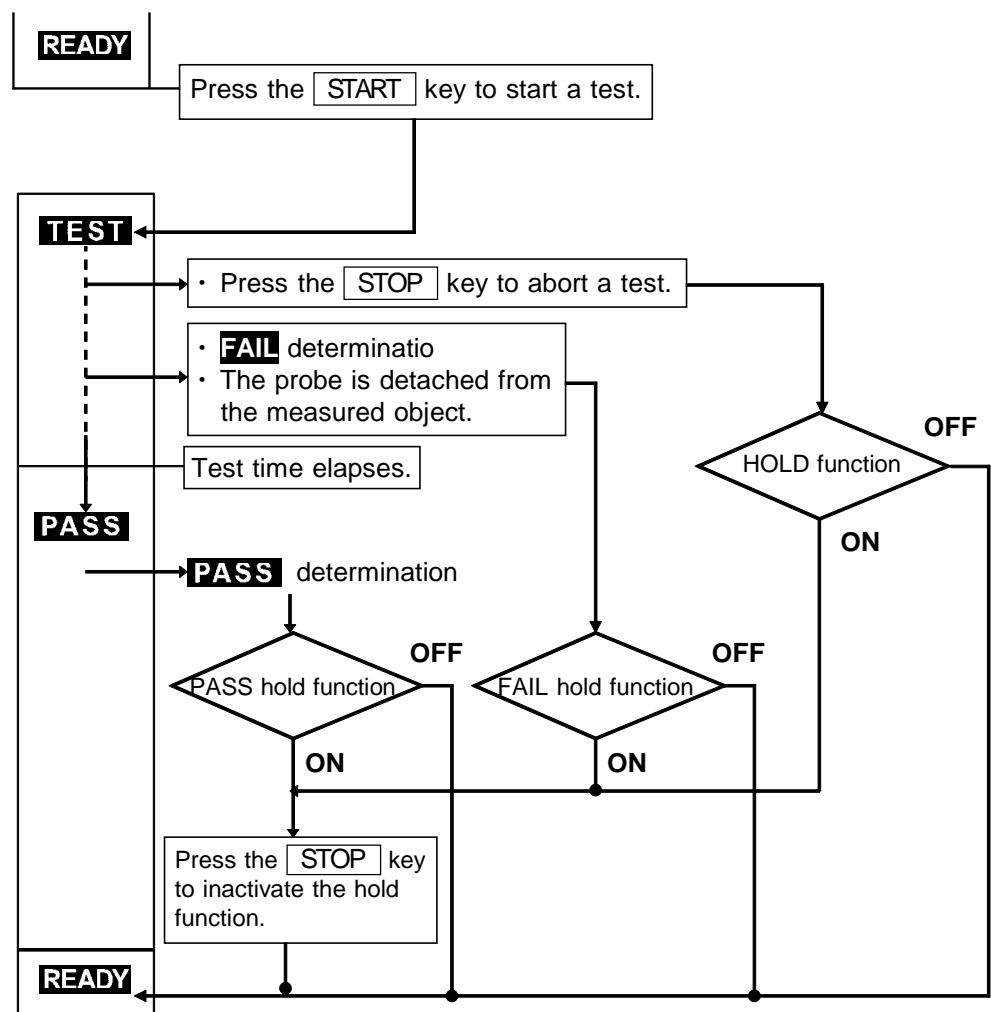 READY
Press the START key to start a test.
TEST
・ Press the STOP key to abort a test.
・ FAIL determinatio
・ The probe is detached from
the measured object.
OFF
HOLD function
Test time elapses.
PASS
ON
PASS determination
OFF
OFF
PASS hold function
FAIL hold function
ON
ON
Press the STOP key
to inactivate the hold
function.
READY